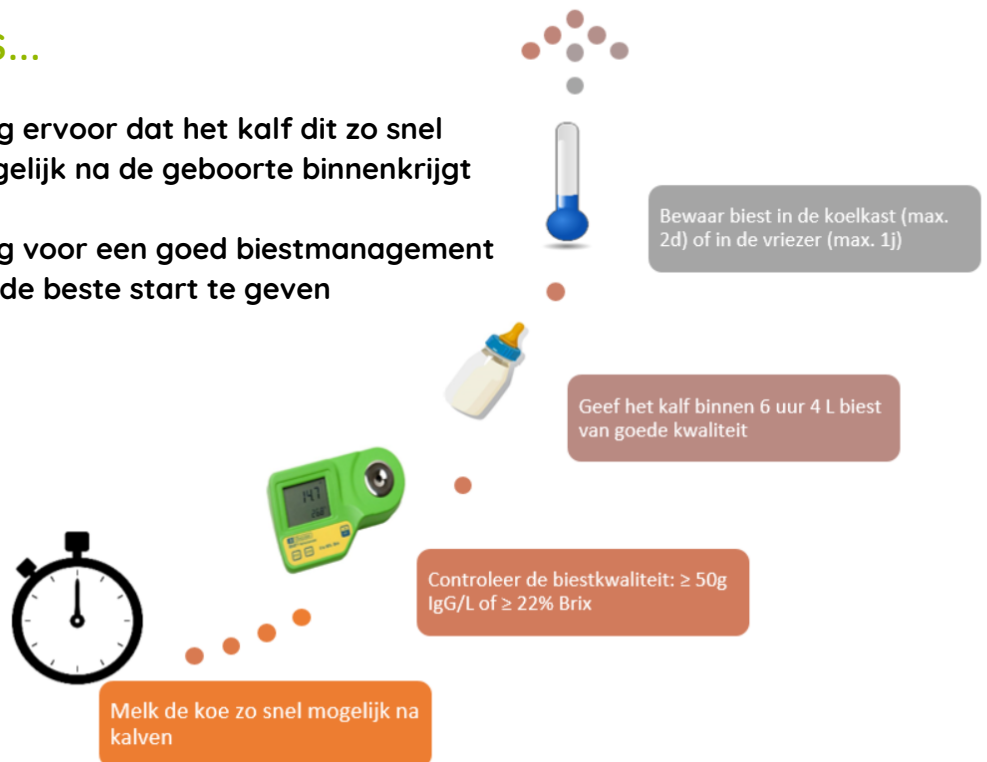 s...
g ervoor dat het kalf dit zo snel
gelijk na de geboorte binnenkrijgt
g voor een goed biestmanagement
de beste start te geven
Bewaar biest in de koelkast (max.
2d) of in de vriezer (max. 1j)
Geef het kalf binnen 6 uur 4 L biest
van goede kwaliteit
14.7
Controleer de biestkwaliteit: ≥ 50g
IgG/L of ≥ 22% Brix
Melk de koe zo snel mogelijk na
kalven